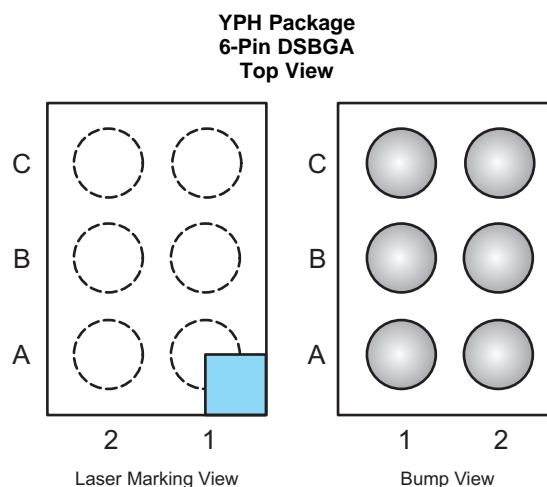 YPH Package
6-Pin DSBGA
Top View
C
C
B
B
A
A
2 1
1 2
Laser Marking View
Bump View